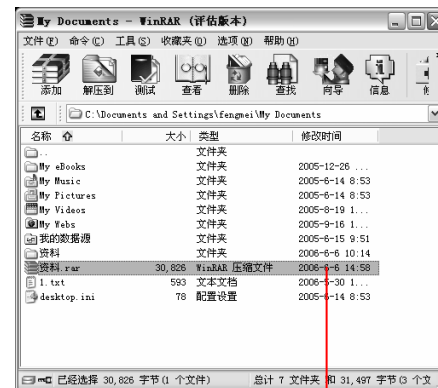 My Documents - WinRAR (评估版本)
文件(F) 命令(C) 工具(S) 收藏夹(O) 选项(N) 帮助(H)
添加 解压到 测试 查看 删除 查找 向导 信息
C:\Documents and Settings\fengmei\My Documents
名称 大小 类型 修改时间
.. 文件夹
My eBooks 文件夹 2005-12-26 ...
My Music 文件夹 2005-6-14 8:53
My Pictures 文件夹 2005-6-14 8:53
My Videos 文件夹 2005-8-19 1...
My Webs 文件夹 2005-9-16 1...
我的数据源 文件夹 2005-6-15 9:51
资料 文件夹 2006-6-6 10:14
资料.rar 30,826 WinRAR 压缩文件 2006-6-6 14:58
1.txt 593 文本文档 2006-5-30 1...
desktop.ini 78 配置设置 2005-6-14 8:53
已经选择 30,826 字节(1 个文件) 总计 7 文件夹 和 31,497 字节(3 个文